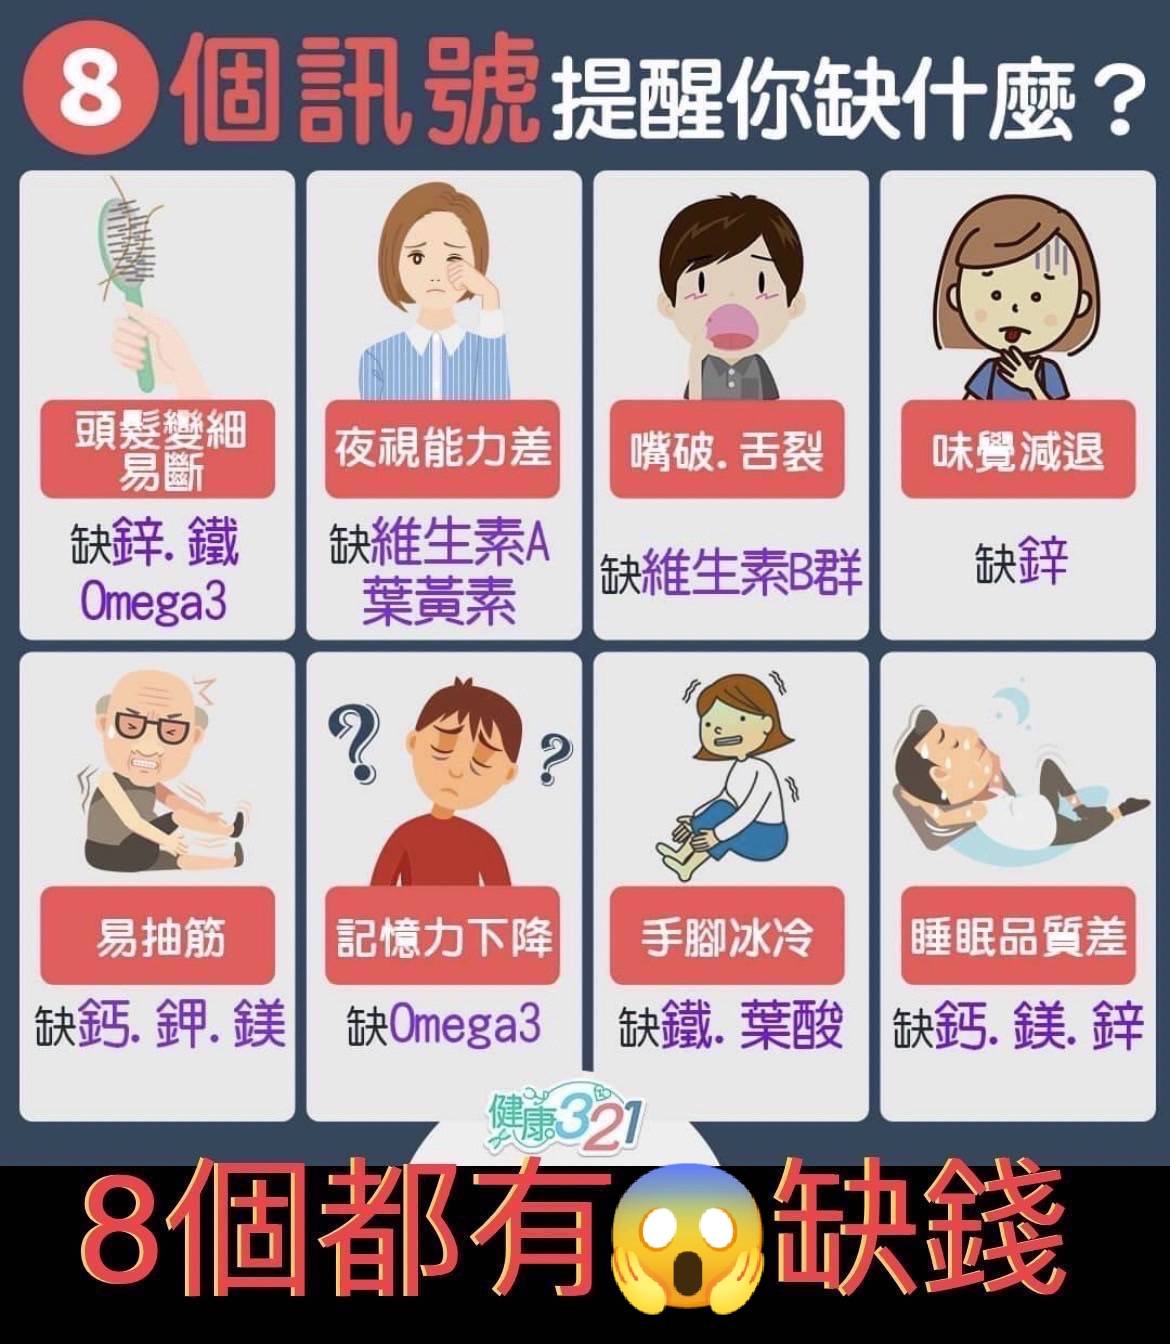 8個訊號提醒你缺什麼？
頭髮變細
易斷
缺鋅.鐵
Omega3
夜視能力差
缺維生素A
葉黃素
嘴破.舌裂
缺維生素B群
味覺減退
缺鋅
易抽筋
缺鈣.鉀.鎂
記憶力下降
缺Omega3
手腳冰冷
缺鐵.葉酸
睡眠品質差
缺鈣.鎂.鋅
健康321
8個都有😱缺錢